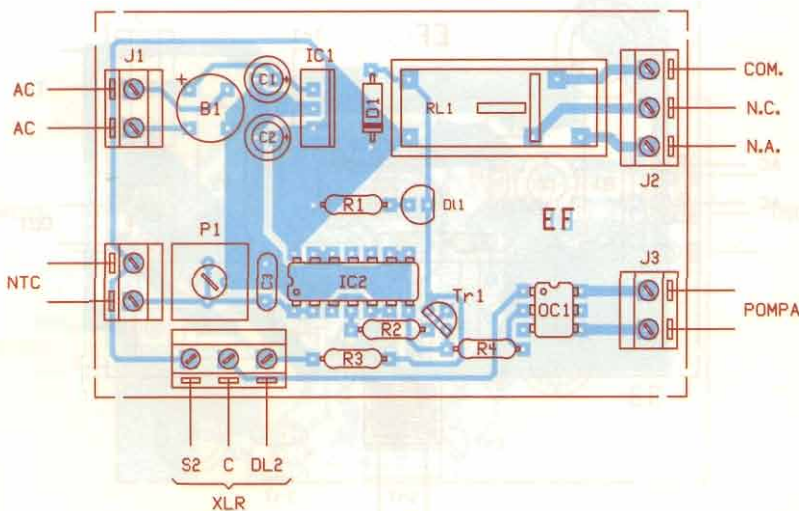 J1
IC1
AC
AC
+
B1
C1
+
C2
+
D1
RL1
COM.
N.C.
N.A.
J2
R1
Dl1
EF
P1
NTC
C3
IC2
Tr1
OC1
J3
POMPA
R2
R3
R4
S2 C DL2
XLR